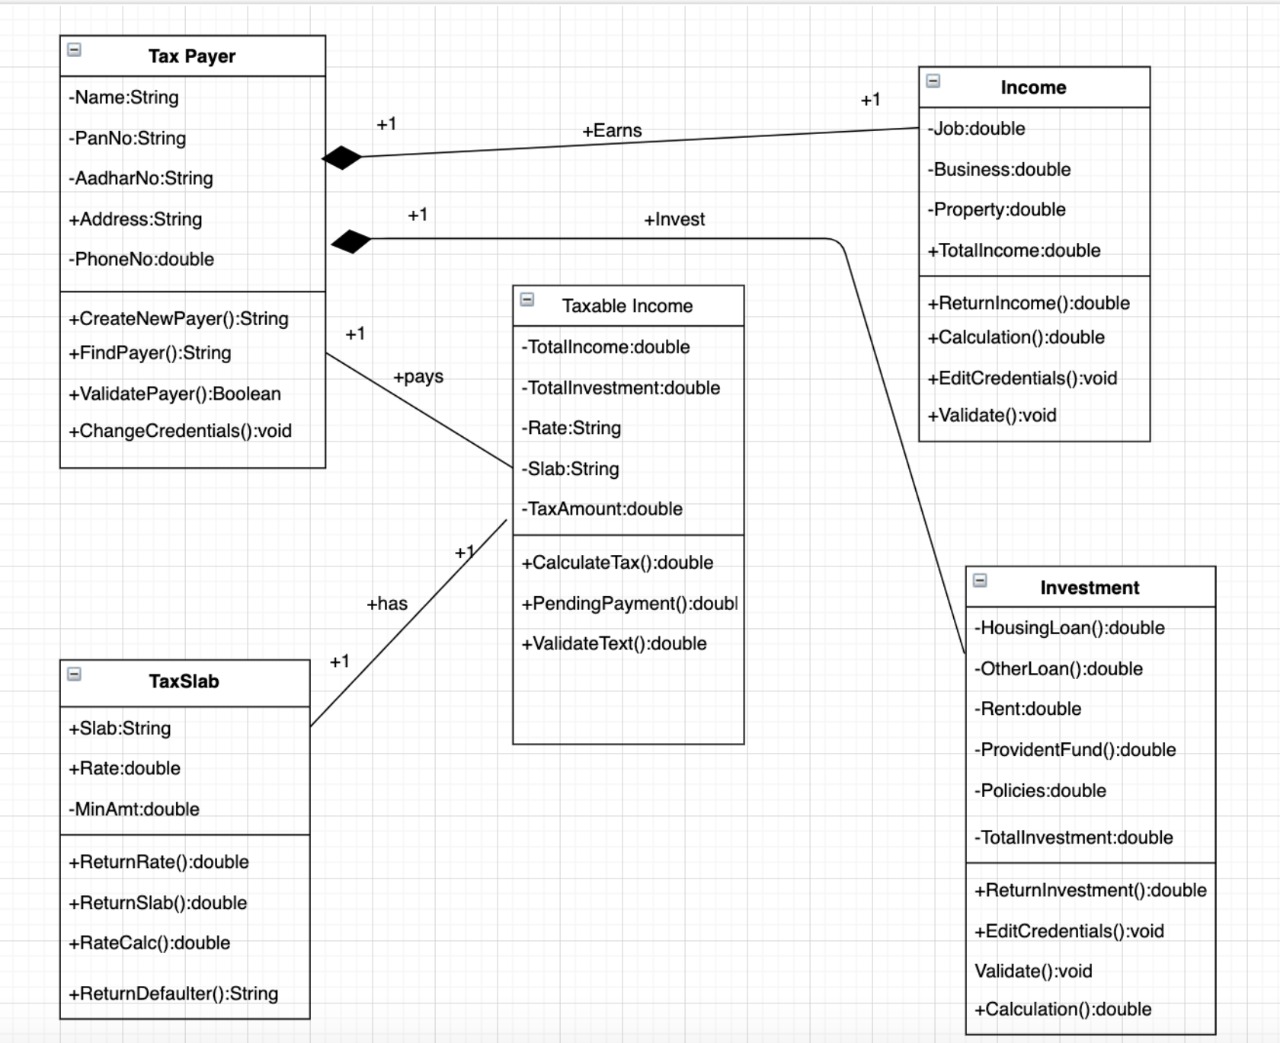 Tax Payer
-Name:String
-PanNo:String
-AadharNo:String
+Address:String
-PhoneNo:double
+CreateNewPayer():String
+FindPayer():String
+ValidatePayer():Boolean
+ChangeCredentials():void
+1
+Earns
+1
+1
+Invest
+1
+pays
Income
-Job:double
-Business:double
-Property:double
+TotalIncome:double
+ReturnIncome():double
+Calculation():double
+EditCredentials():void
+Validate():void
Taxable Income
-TotalIncome:double
-TotalInvestment:double
-Rate:String
-Slab:String
-TaxAmount:double
+CalculateTax():double
+PendingPayment():doubl
+ValidateText():double
+1
+has
+1
TaxSlab
+Slab:String
+Rate:double
-MinAmt:double
+ReturnRate():double
+ReturnSlab():double
+RateCalc():double
+ReturnDefaulter():String
Investment
-HousingLoan():double
-OtherLoan():double
-Rent:double
-ProvidentFund():double
-Policies:double
-TotalInvestment:double
+ReturnInvestment():double
+EditCredentials():void
Validate():void
+Calculation():double